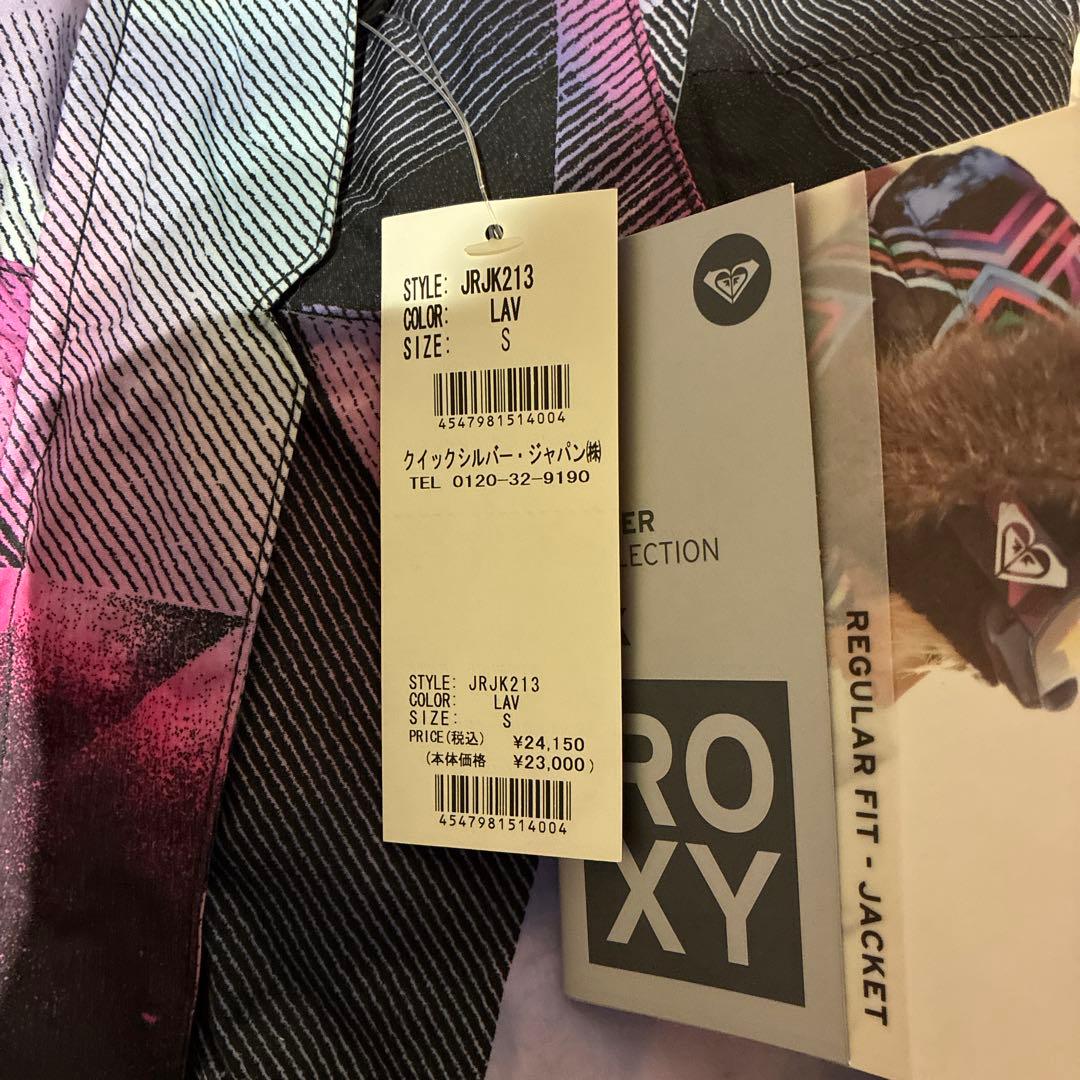 STYLE: JRJK213
COLOR: LAV
SIZE: S
4547981514004
クイックシルバー・ジャパン㈱
TEL 0120-32-9190
STYLE: JRJK213
COLOR: LAV
SIZE: S
PRICE(税込) ¥24,150
(本体価格 ¥23,000)
4547981514004
ER
LECTION
RO
XY
REGULAR FIT - JACKET